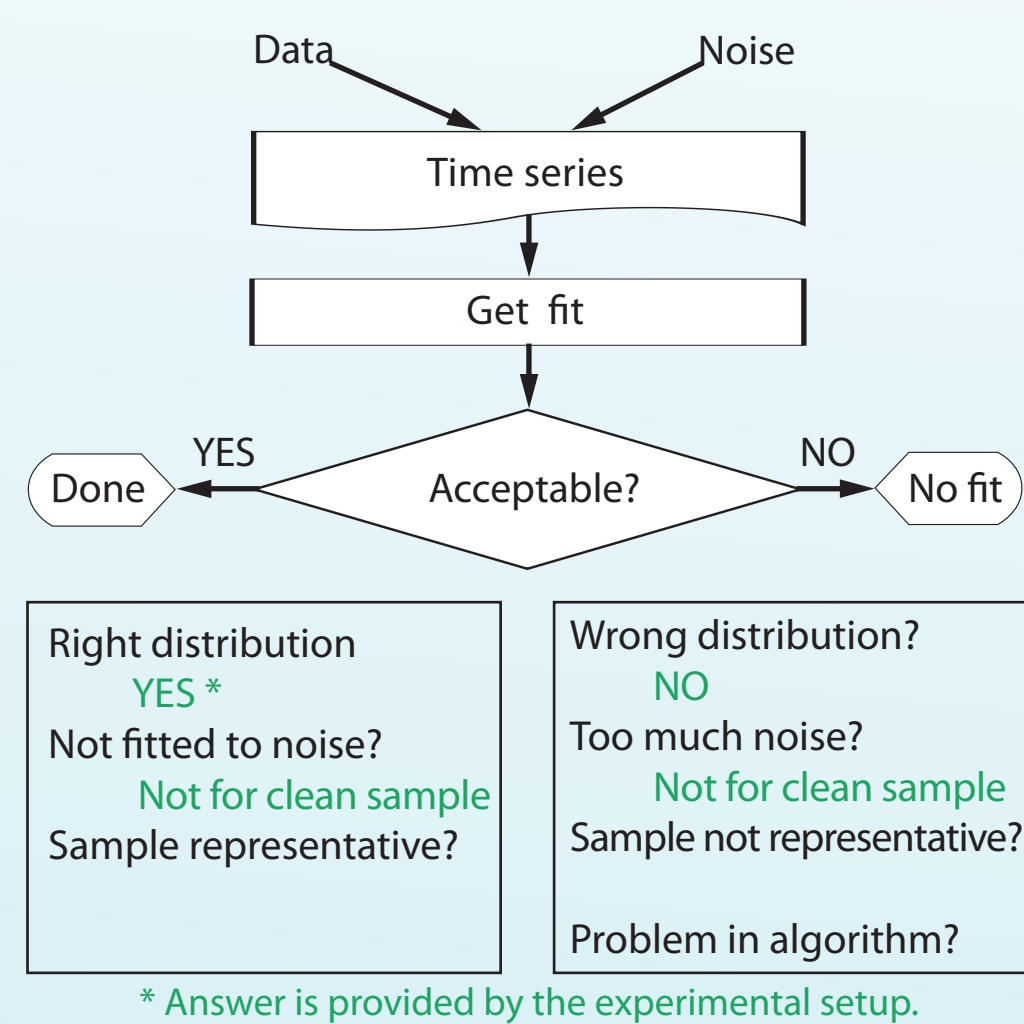 Data
Noise
Time series
Get fit
YES
NO
Done
Acceptable?
No fit
Right distribution
YES *
Not fitted to noise?
Not for clean sample
Sample representative?
Wrong distribution?
NO
Too much noise?
Not for clean sample
Sample not representative?
Problem in algorithm?
* Answer is provided by the experimental setup.